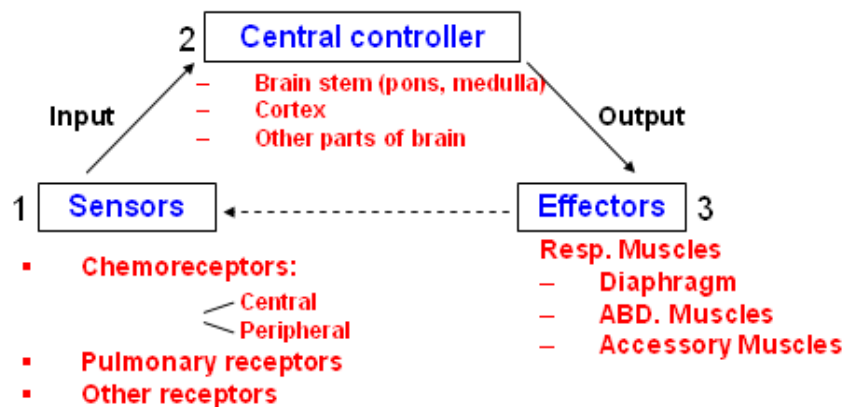 2 Central controller
– Brain stem (pons, medulla)
– Cortex
– Other parts of brain
Input
Output
1 Sensors
Effectors 3
▪ Chemoreceptors:
Central
Peripheral
▪ Pulmonary receptors
▪ Other receptors
Resp. Muscles
– Diaphragm
– ABD. Muscles
– Accessory Muscles